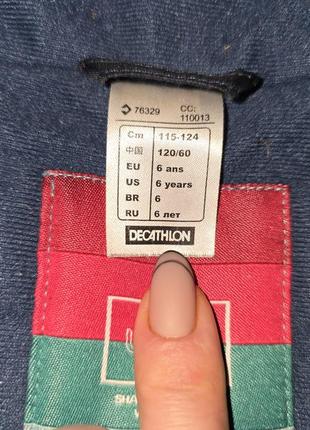 76329 CC: 110013
Cm 115-124
中国 120/60
EU 6 ans
US 6 years
BR 6
RU 6 лет
DECATHLON
SHA